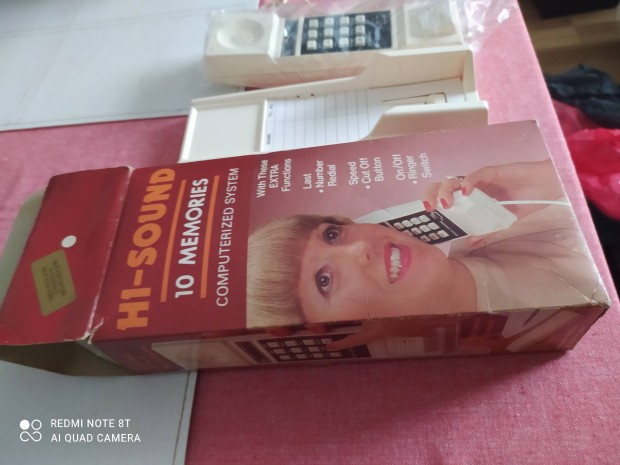 HI-SOUND
10 MEMORIES
COMPUTERIZED SYSTEM
With These
EXTRA
Functions
Last
• Number
Redial
Speed
• Cut Off
Button
On/Off
• Ringer
Switch
REDMI NOTE 8T
AI QUAD CAMERA